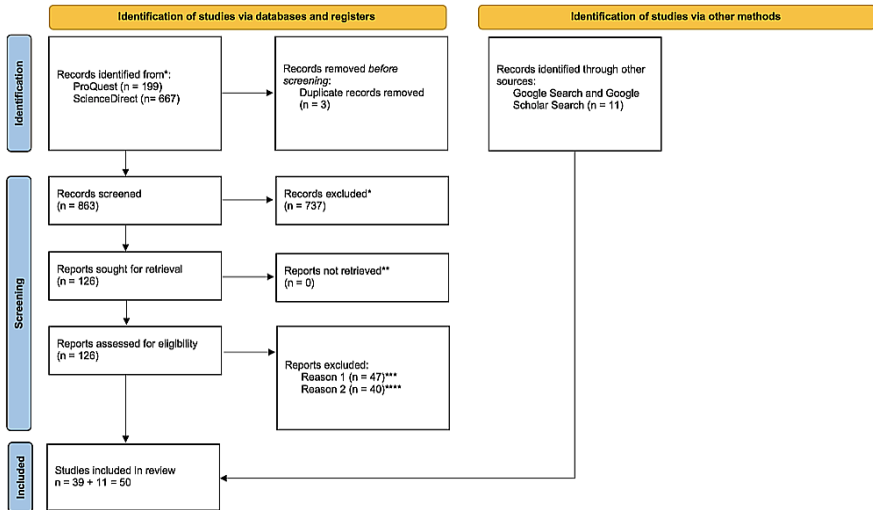 Identification of studies via databases and registers
Identification of studies via other methods
Identification
Records identified from*:
ProQuest (n = 199)
ScienceDirect (n= 667)
Records removed before
screening:
Duplicate records removed
(n = 3)
Records identified through other
sources:
Google Search and Google
Scholar Search (n = 11)
Screening
Records screened
(n = 863)
Records excluded*
(n = 737)
Reports sought for retrieval
(n = 126)
Reports not retrieved**
(n = 0)
Reports assessed for eligibility
(n = 126)
Reports excluded:
Reason 1 (n = 47)***
Reason 2 (n = 40)****
Included
Studies included in review
n = 39 + 11 = 50